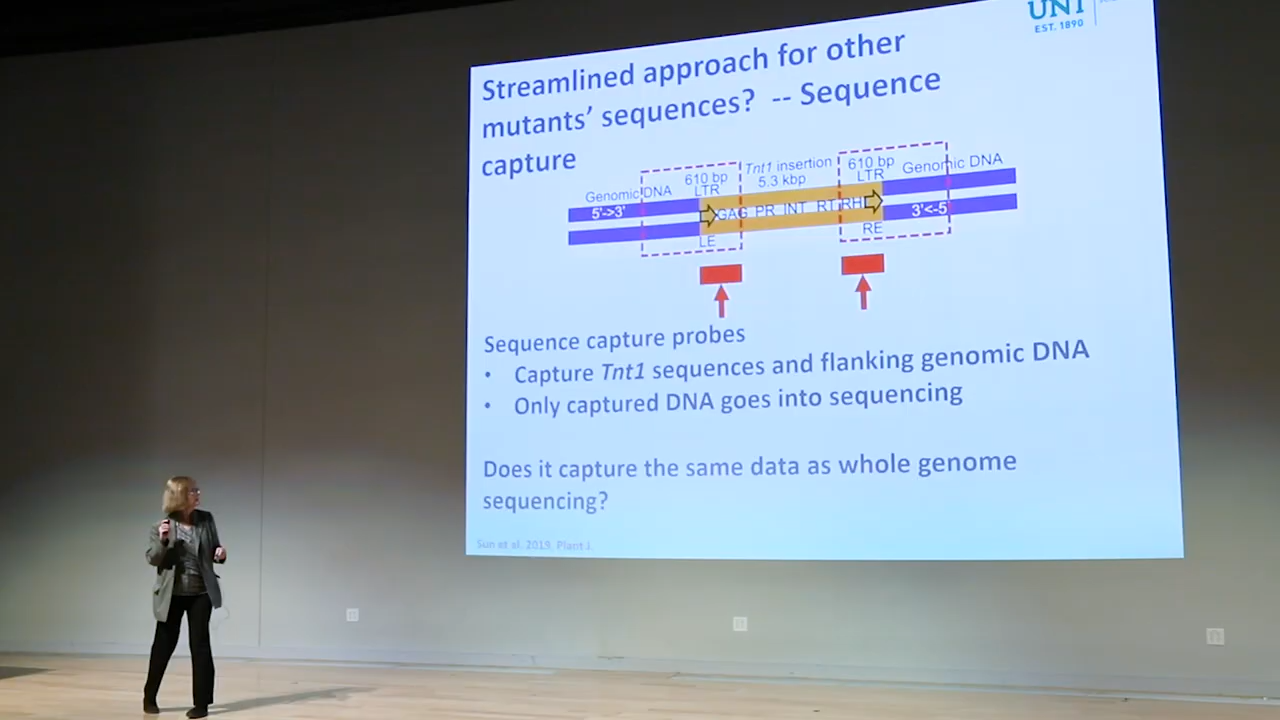 UNT
EST. 1890
Streamlined approach for other
mutants’ sequences? -- Sequence
capture
Genomic DNA
610 bp
LTR
Tnt1 insertion
5.3 kbp
610 bp
LTR
Genomic DNA
5'->3'
GAG PR INT RT RH
3'<-5'
LE
RE
Sequence capture probes
• Capture Tnt1 sequences and flanking genomic DNA
• Only captured DNA goes into sequencing
Does it capture the same data as whole genome
sequencing?
Sun et al. 2019. Plant J.